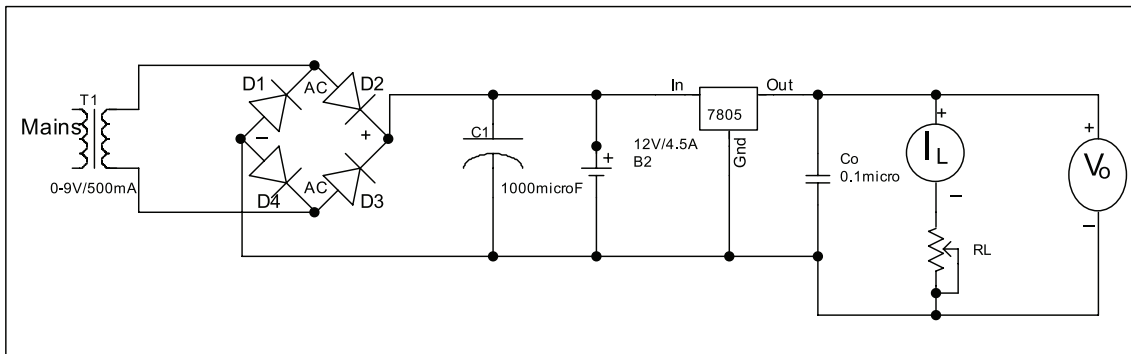 T1
Mains
0-9V/500mA
D1
AC
D2
-
+
D4
AC
D3
C1
1000microF
+
12V/4.5A
B2
In
7805
Out
Gnd
Co
0.1micro
+
IL
-
RL
+
Vo
-